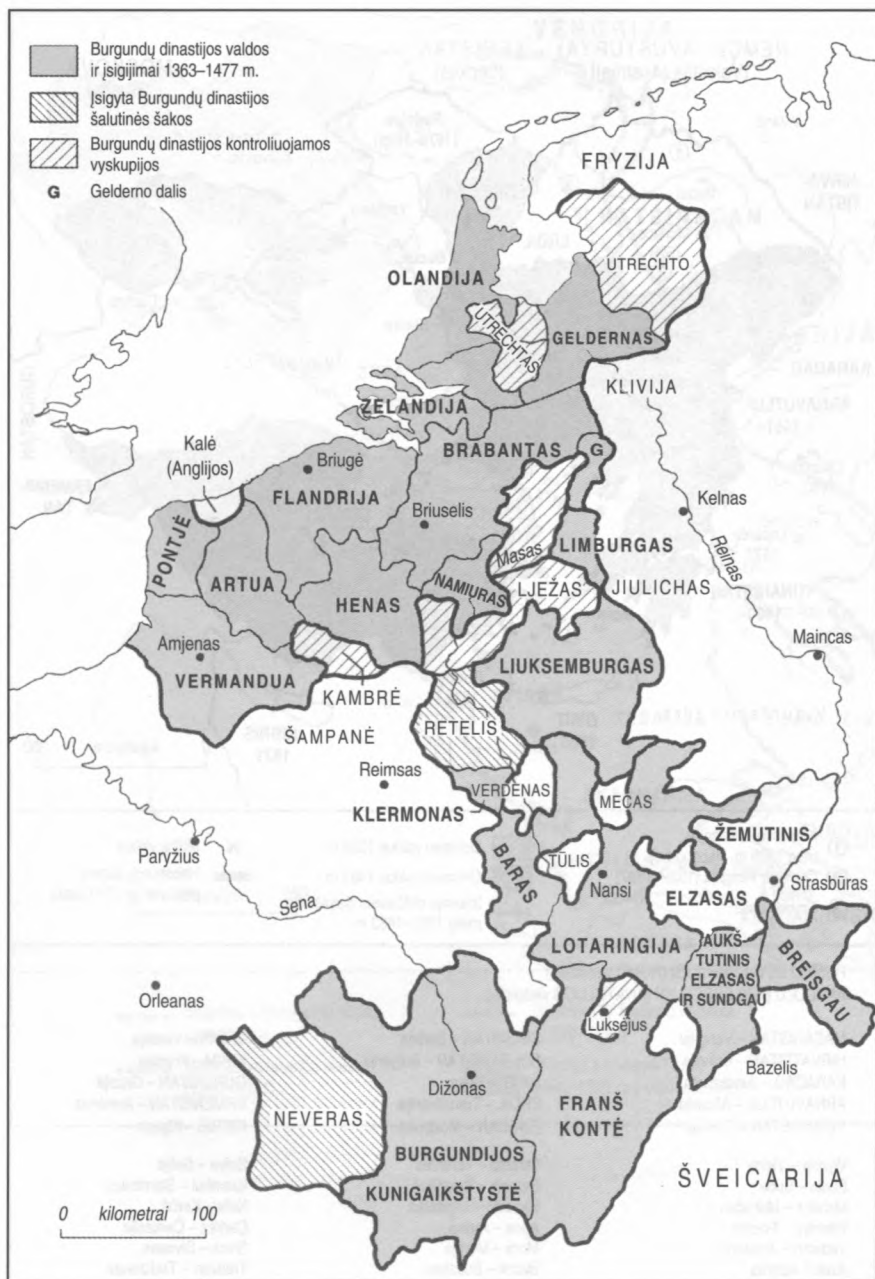 Burgundų dinastijos valdos
ir įsigijimai 1363–1477 m.
Įsigyta Burgundų dinastijos
šalutinės šakos
Burgundų dinastijos kontroliuojamos
vyskupijos
G Gelderno dalis
FRYZIJA
UTRECHTO
OLANDIJA
UTRECHTAS
GELDERNAS
KLIVIJA
ZELANDIJA
Kalė
(Anglijos)
Briugė
BRABANTAS
G
FLANDRIJA
Briuselis
Kelnas
Reinas
PONTJĖ
ARTUA
Masas
LIMBURGAS
HENAS
NAMIURAS
LJEŽAS
JIULICHAS
Amjenas
VERMANDUA
Maincas
LIUKSEMBURGAS
KAMBRĖ
ŠAMPANĖ
RETELIS
Reimsas
VERDENAS
MECAS
KLERMONAS
ŽEMUTINIS
ELZASAS
Paryžius
BARAS
TŪLIS
Nansi
Strasbūras
Sena
LOTARINGIJA
AUKŠ
TUTINIS
ELZASAS
IR SUNDGAU
BREISGAU
Orleanas
Luksėjus
Bazelis
Dižonas
NEVERAS
FRANŠ
KONTĖ
BURGUNDIJOS
KUNIGAIKŠTYSTĖ
ŠVEICARIJA
0 kilometrai 100